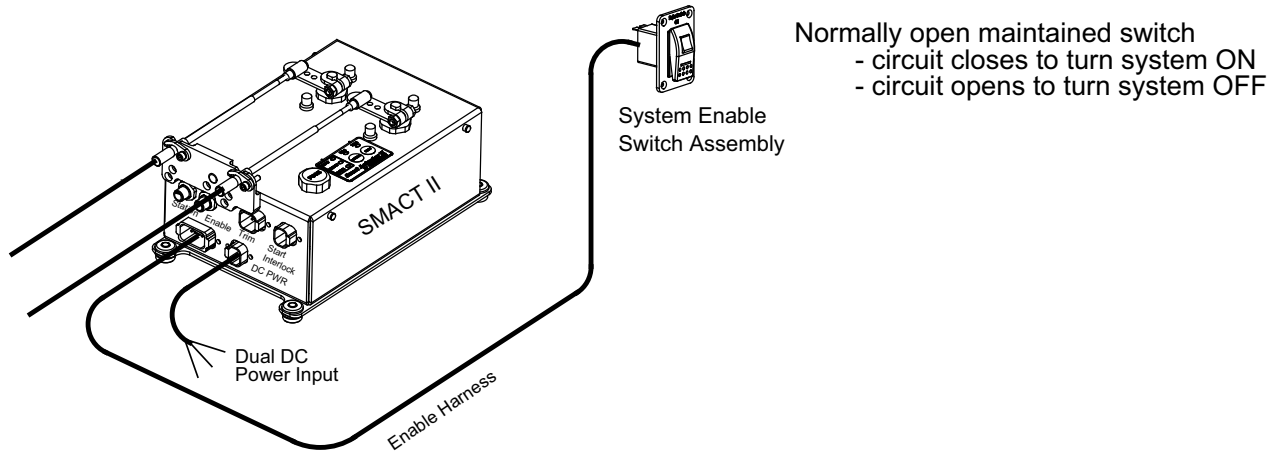 Normally open maintained switch
- circuit closes to turn system ON
- circuit opens to turn system OFF
System Enable
Switch Assembly
SMACT II
Station
Enable
Trim
Start
Interlock
DC PWR
Dual DC
Power Input
Enable Harness